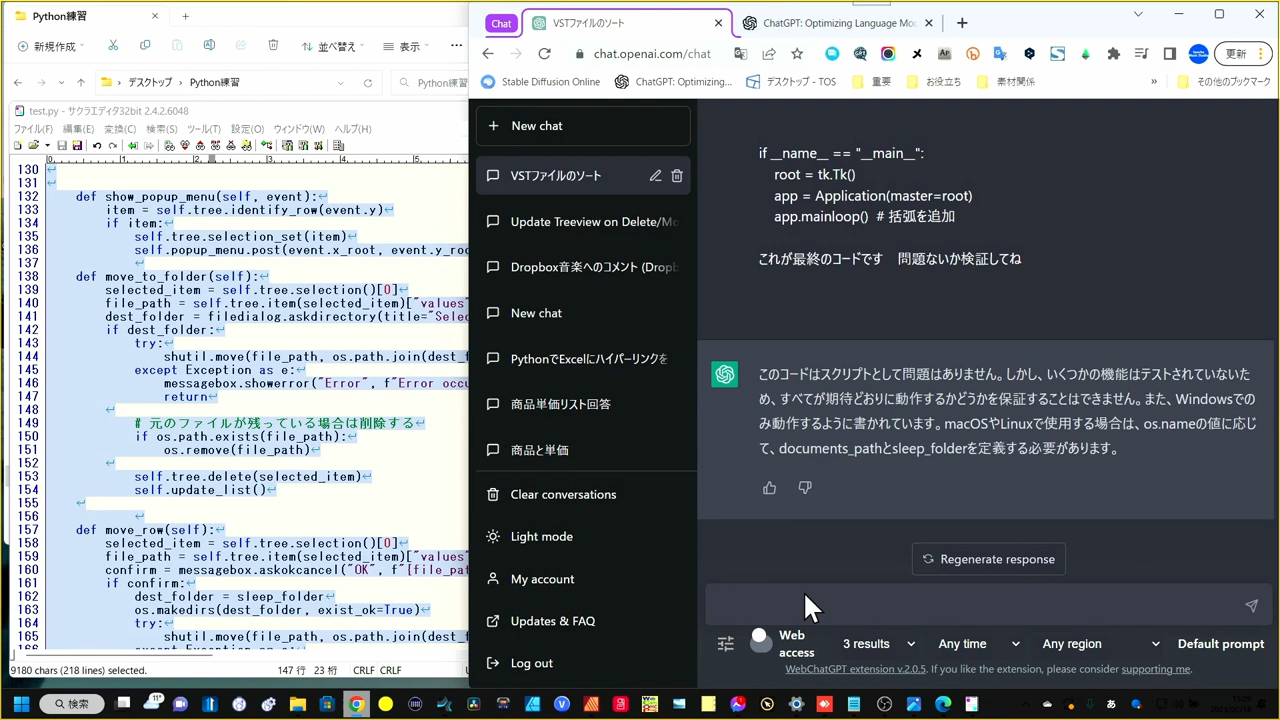 Python練習
新規作成
並べ替え
表示
デスクトップ
Python練習
Python練習
test.py - サクラエディタ32bit 2.4.2.6048
ファイル(F) 編集(E) 変換(C) 検索(S) ツール(T) 設定(O) ウィンドウ(W) ヘルプ(H)
0 1 2 3 4 5
130
131
132 def show_popup_menu(self, event):
133 item = self.tree.identify_row(event.y)
134 if item:
135 self.tree.selection_set(item)
136 self.popup_menu.post(event.x_root, event.y_roo
137
138 def move_to_folder(self):
139 selected_item = self.tree.selection()[0]
140 file_path = self.tree.item(selected_item)["values"
141 dest_folder = filedialog.askdirectory(title="Selec
142 if dest_folder:
143 try:
144 shutil.move(file_path, os.path.join(dest_f
145 except Exception as e:
146 messagebox.showerror("Error", f"Error occu
147 return
148
149 # 元のファイルが残っている場合は削除する
150 if os.path.exists(file_path):
151 os.remove(file_path)
152
153 self.tree.delete(selected_item)
154 self.update_list()
155
156
157 def move_row(self):
158 selected_item = self.tree.selection()[0]
159 file_path = self.tree.item(selected_item)["values"
160 confirm = messagebox.askokcancel("OK", f"[file_pat
161 if confirm:
162 dest_folder = sleep_folder
163 os.makedirs(dest_folder, exist_ok=True)
164 try:
165 shutil.move(file_path, os.path.join(dest_f
9180 chars (218 lines) selected.
147 行 23 桁
CRLF CRLF
Chat
VSTファイルのソート
ChatGPT: Optimizing Language Mo
chat.openai.com/chat
更新
Stable Diffusion Online
ChatGPT: Optimizing...
デスクトップ - TOS
重要
お役立ち
素材関係
その他のブックマーク
New chat
VSTファイルのソート
Update Treeview on Delete/Mo
Dropbox音楽へのコメント (Dropb
New chat
PythonでExcelにハイパーリンクを
商品単価リスト回答
商品と単価
Clear conversations
Light mode
My account
Updates & FAQ
Log out
if __name__ == "__main__":
root = tk.Tk()
app = Application(master=root)
app.mainloop() # 括弧を追加
これが最終のコードです 問題ないか検証してね
このコードはスクリプトとして問題はありません。しかし、いくつかの機能はテストされていないた
め、すべてが期待どおりに動作するかどうかを保証することはできません。また、Windowsでの
み動作するように書かれています。macOSやLinuxで使用する場合は、os.nameの値に応じ
て、documents_pathとsleep_folderを定義する必要があります。
Regenerate response
Web access
3 results
Any time
Any region
Default prompt
WebChatGPT extension v.2.0.5. If you like the extension, please consider supporting me.
検索
11°
あ